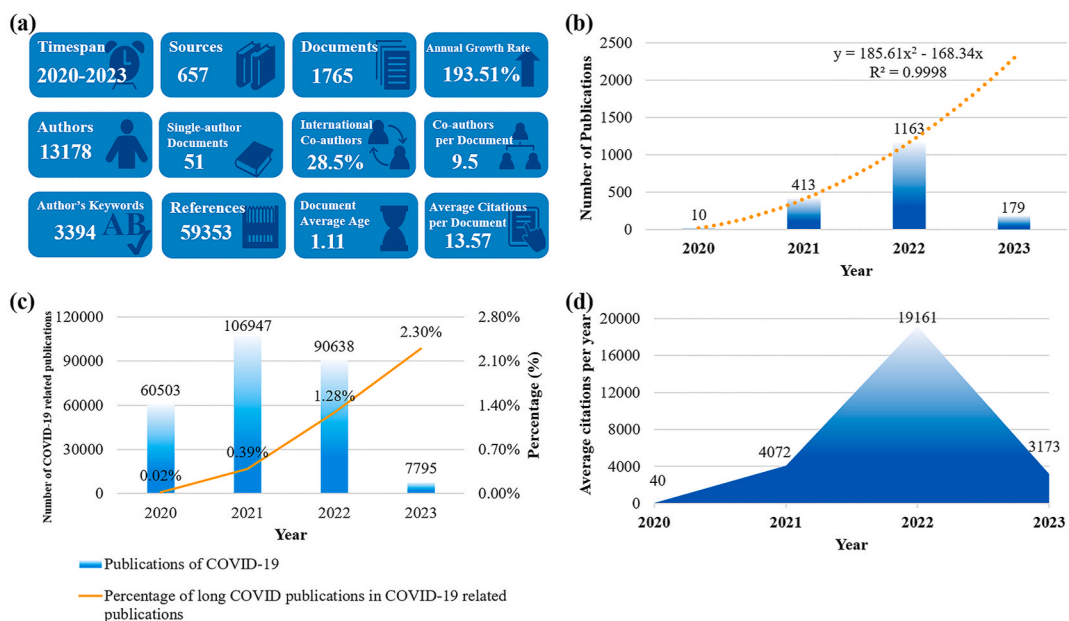 (a)
Timespan
2020-2023
Sources
657
Documents
1765
Annual Growth Rate
193.51%
Authors
13178
Single-author
Documents
51
International
Co-authors
28.5%
Co-authors
per Document
9.5
Author's Keywords
3394
AB
References
59353
Document
Average Age
1.11
Average Citations
per Document
13.57
(b)
Number of Publications
2500
2000
1500
1000
500
0
y = 185.61x² - 168.34x
R² = 0.9998
10
413
1163
179
2020
2021
2022
2023
Year
(c)
Number of COVID-19 related publications
120000
90000
60000
30000
0
60503
106947
90638
7795
0.02%
0.39%
1.28%
2.30%
2.80%
2.10%
1.40%
0.70%
0.00%
Percentage (%)
2020
2021
2022
2023
Year
Publications of COVID-19
Percentage of long COVID publications in COVID-19 related
publications
(d)
Average citations per year
20000
16000
12000
8000
4000
0
40
4072
19161
3173
2020
2021
2022
2023
Year